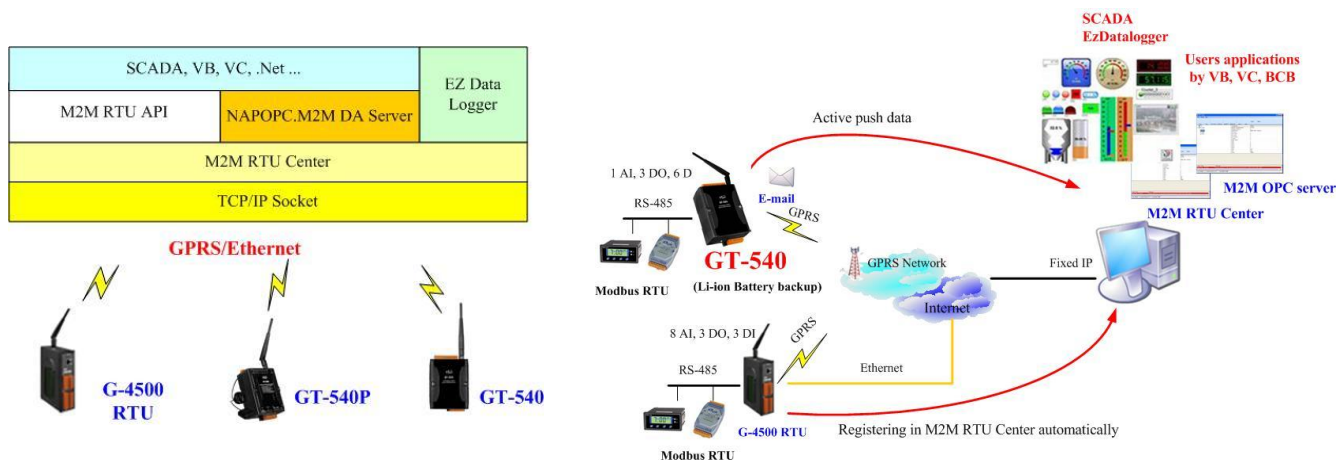 SCADA, VB, VC, .Net ...
EZ Data
Logger
M2M RTU API
NAPOPC.M2M DA Server
M2M RTU Center
TCP/IP Socket
GPRS/Ethernet
G-4500
RTU
GT-540P
GT-540
SCADA
EzDatalogger
Users applications
by VB, VC, BCB
Active push data
1 AI, 3 DO, 6 D
E-mail
RS-485
GPRS
M2M OPC server
M2M RTU Center
GT-540
(Li-ion Battery backup)
Modbus RTU
GPRS Network
Fixed IP
Internet
8 AI, 3 DO, 3 DI
GPRS
RS-485
Ethernet
G-4500 RTU
Modbus RTU
Registering in M2M RTU Center automatically